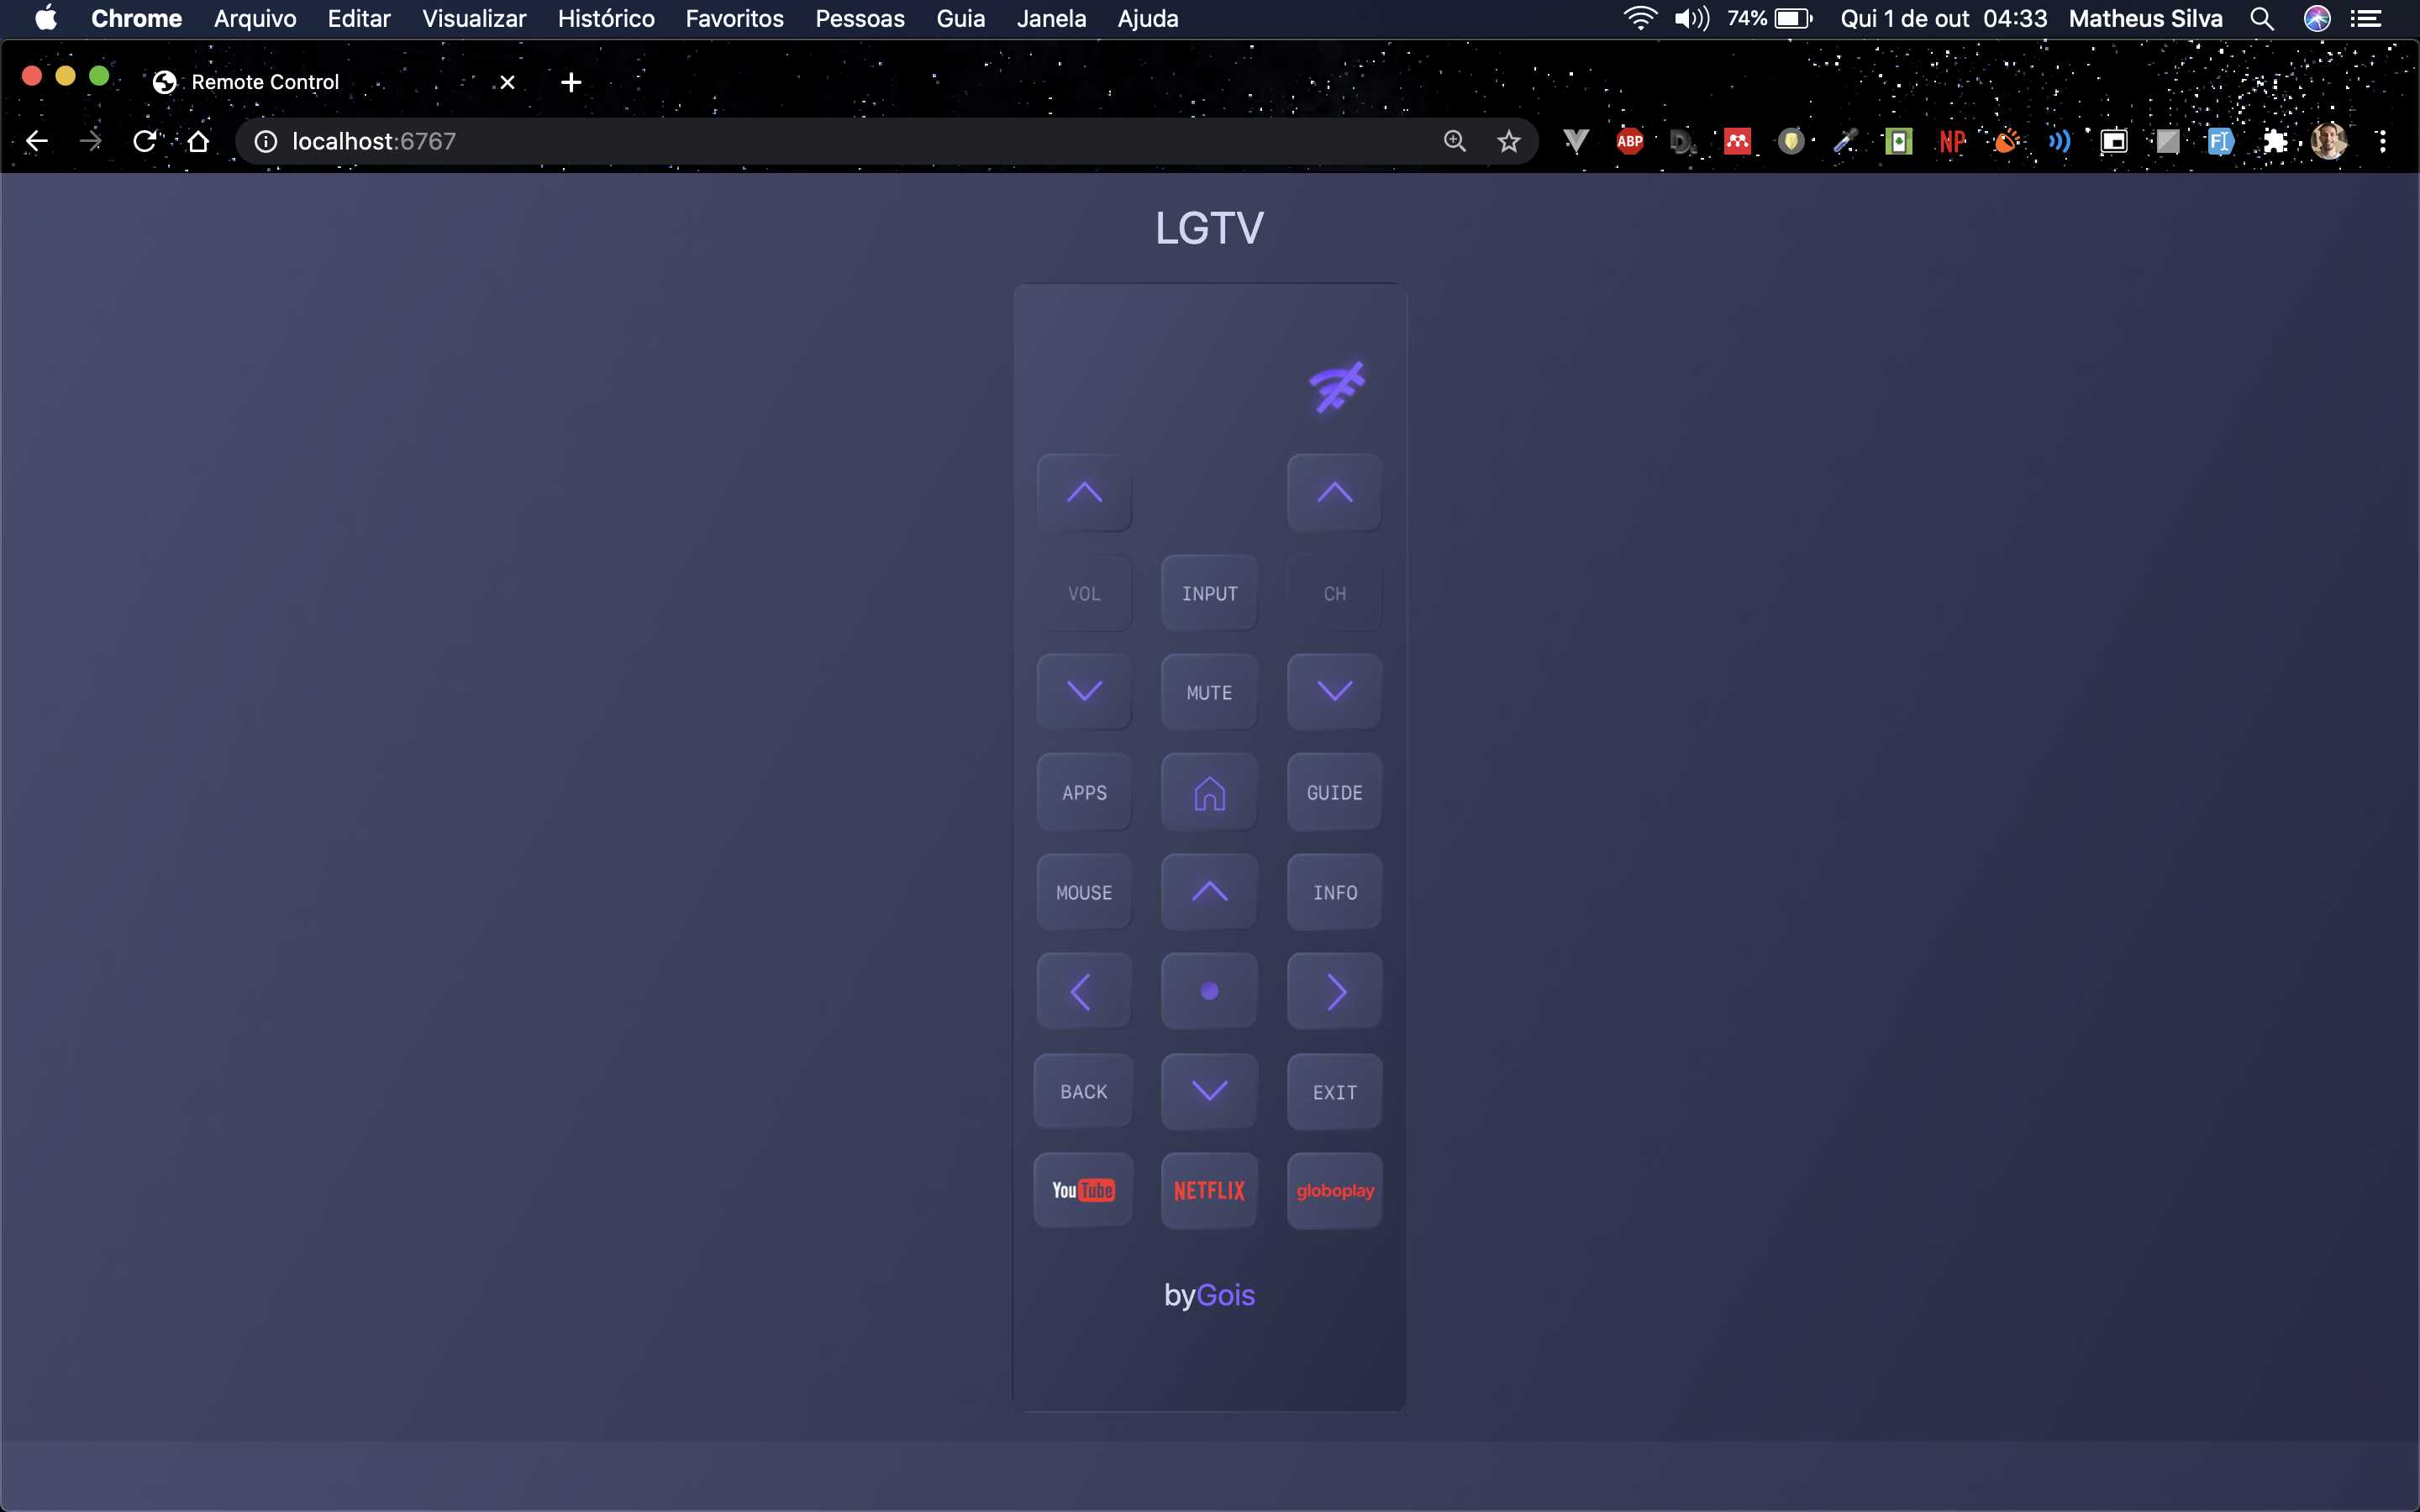 Chrome Arquivo Editar Visualizar Histórico Favoritos Pessoas Guia Janela Ajuda 74% Qui 1 de out 04:33 Matheus Silva
Remote Control
localhost:6767 ABP D. NP
LGTV
VOL INPUT CH
MUTE
APPS GUIDE
MOUSE INFO
BACK EXIT
YouTube NETFLIX globoplay
byGois